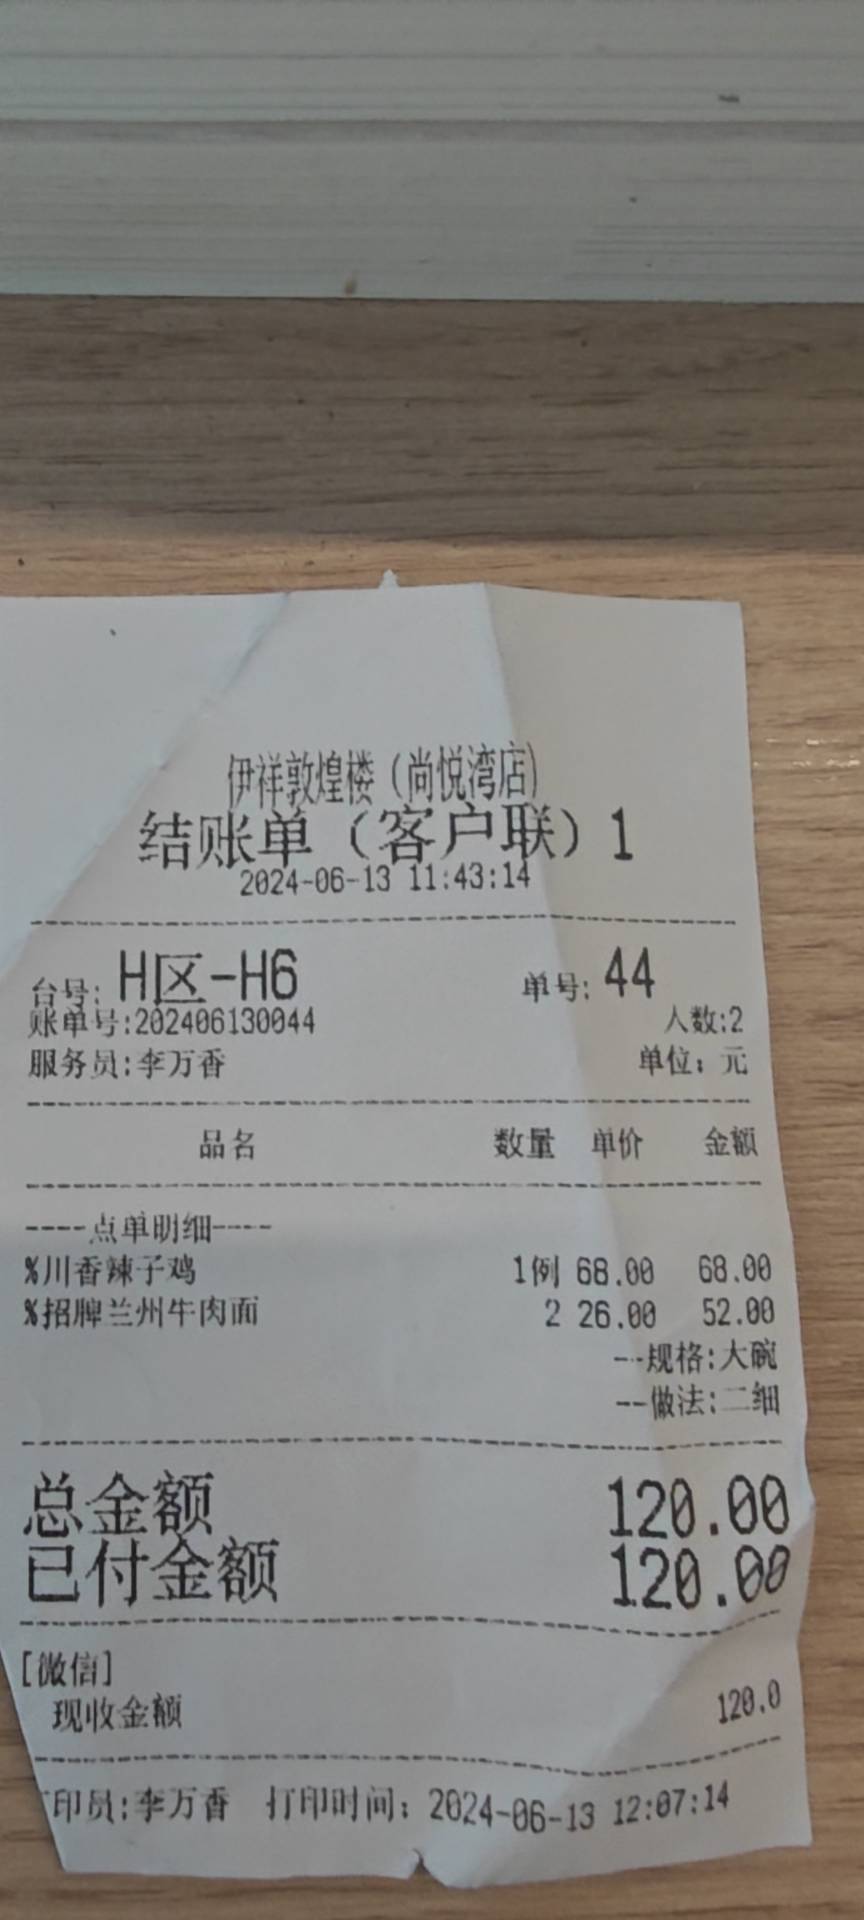 伊祥敦煌楼（尚悦湾店）
结账单（客户联）1
2024-06-13 11:43:14
台号: H区-H6 单号: 44
账单号:202406130044 人数:2
服务员:李万香 单位：元
品名 数量 单价 金额
----点单明细----
%川香辣子鸡 1例 68.00 68.00
%招牌兰州牛肉面 2 26.00 52.00
--规格:大碗
--做法:二细
总金额 120.00
已付金额 120.00
[微信]
现收金额 120.0
印员:李万香 打印时间：2024-06-13 12:07:14